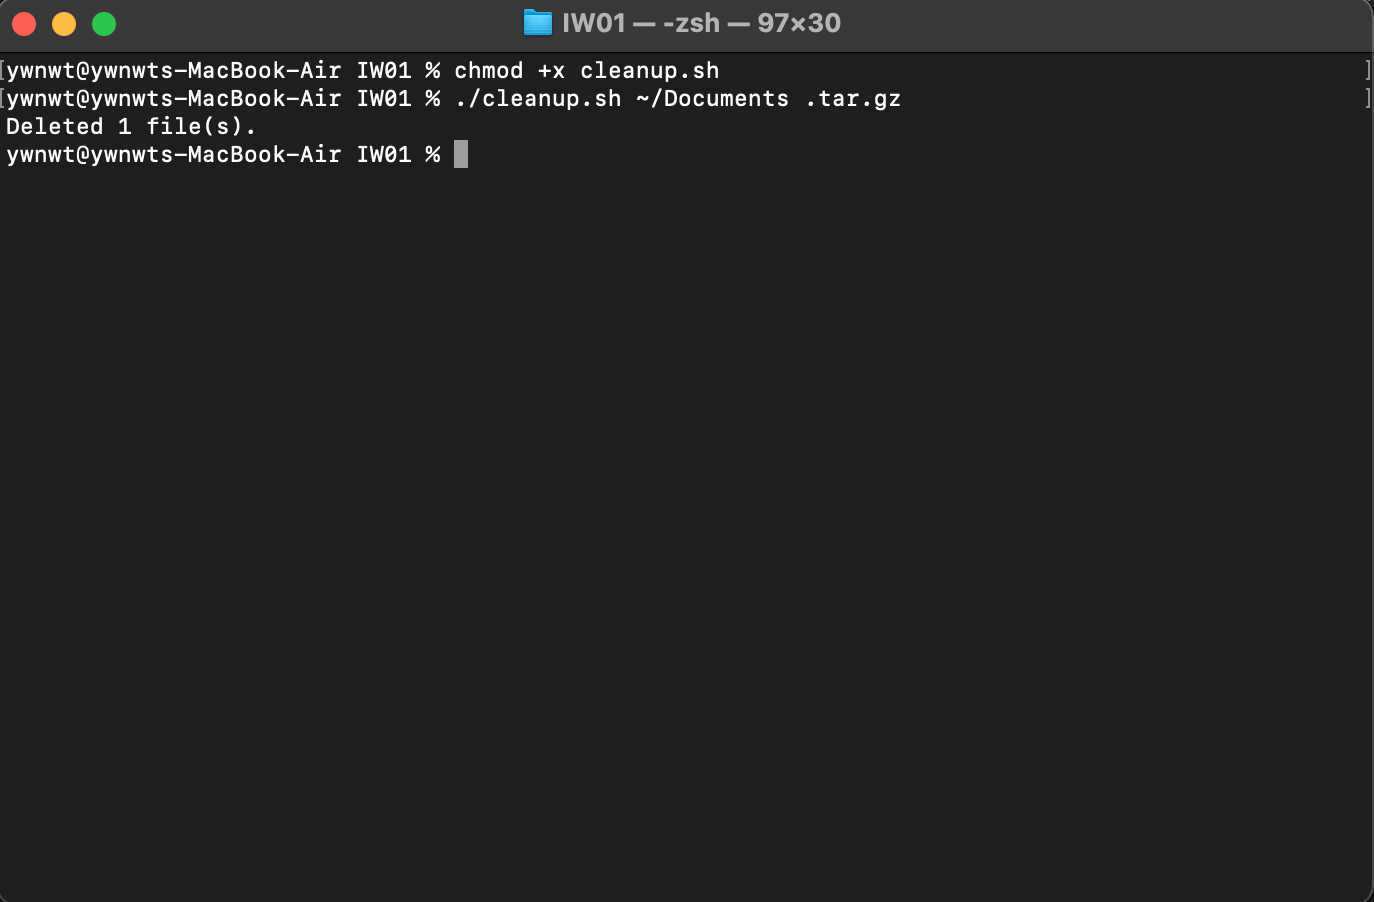 IW01 — -zsh — 97×30
[ywnwt@ywnwts-MacBook-Air IW01 % chmod +x cleanup.sh ]
[ywnwt@ywnwts-MacBook-Air IW01 % ./cleanup.sh ~/Documents .tar.gz ]
Deleted 1 file(s).
ywnwt@ywnwts-MacBook-Air IW01 %